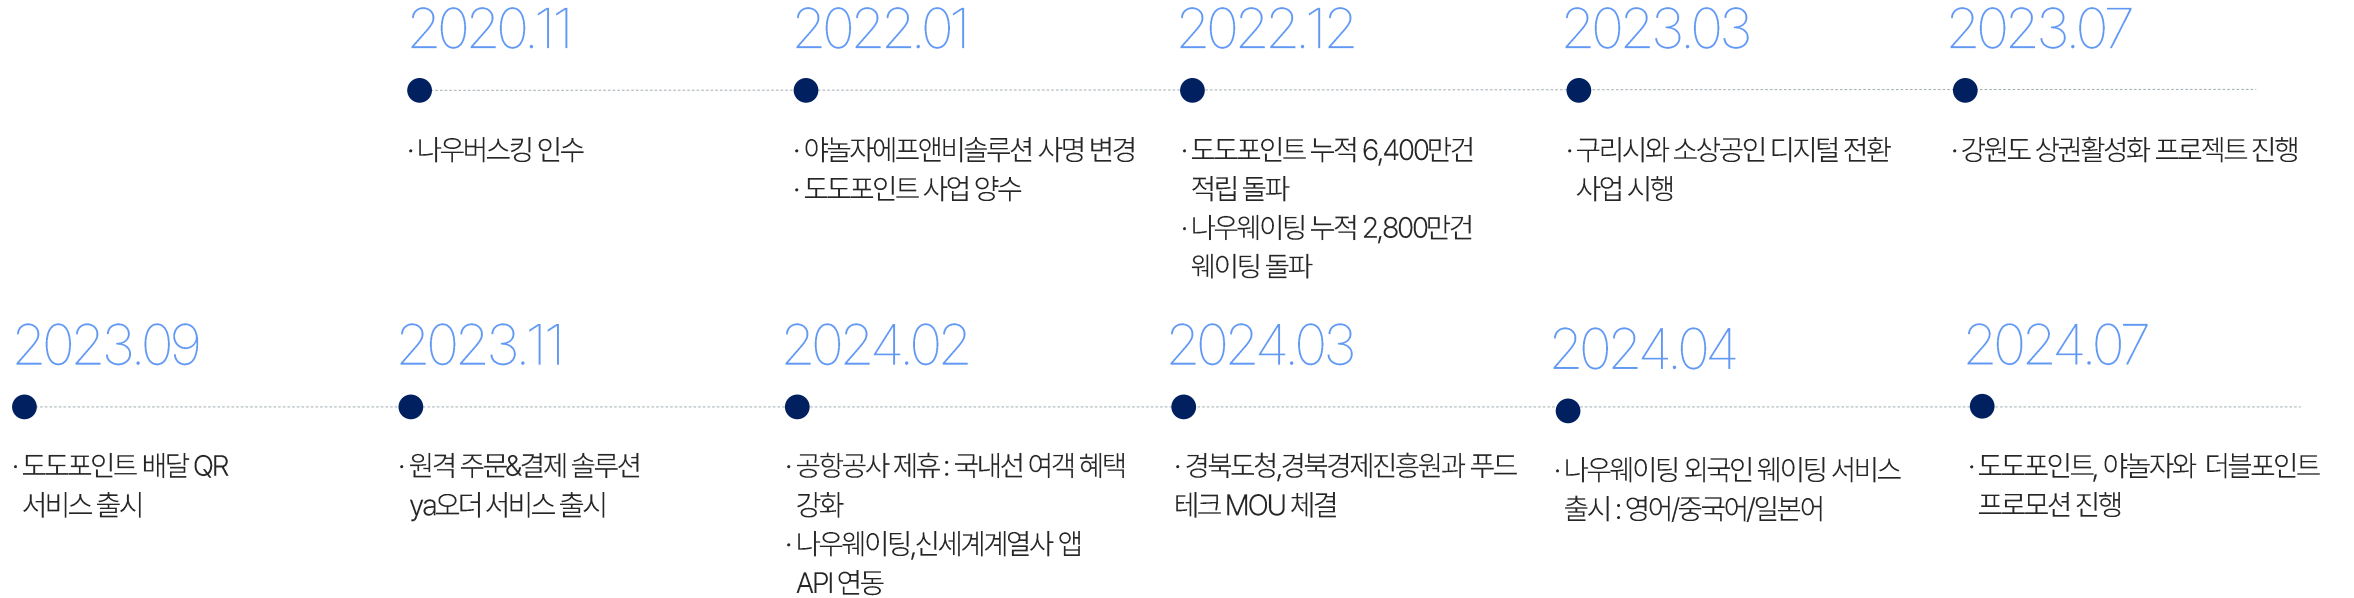 2020.11
· 나우버스킹 인수
2022.01
· 야놀자에프앤비솔루션 사명 변경
· 도도포인트 사업 양수
2022.12
· 도도포인트 누적 6,400만건
적립 돌파
· 나우웨이팅 누적 2,800만건
웨이팅 돌파
2023.03
· 구리시와 소상공인 디지털 전환
사업 시행
2023.07
· 강원도 상권활성화 프로젝트 진행
2023.09
· 도도포인트 배달 QR
서비스 출시
2023.11
· 원격 주문&결제 솔루션
ya오더 서비스 출시
2024.02
· 공항공사 제휴 : 국내선 여객 혜택
강화
· 나우웨이팅,신세계계열사 앱
API 연동
2024.03
· 경북도청,경북경제진흥원과 푸드
테크 MOU 체결
2024.04
· 나우웨이팅 외국인 웨이팅 서비스
출시 : 영어/중국어/일본어
2024.07
· 도도포인트, 야놀자와 더블포인트
프로모션 진행